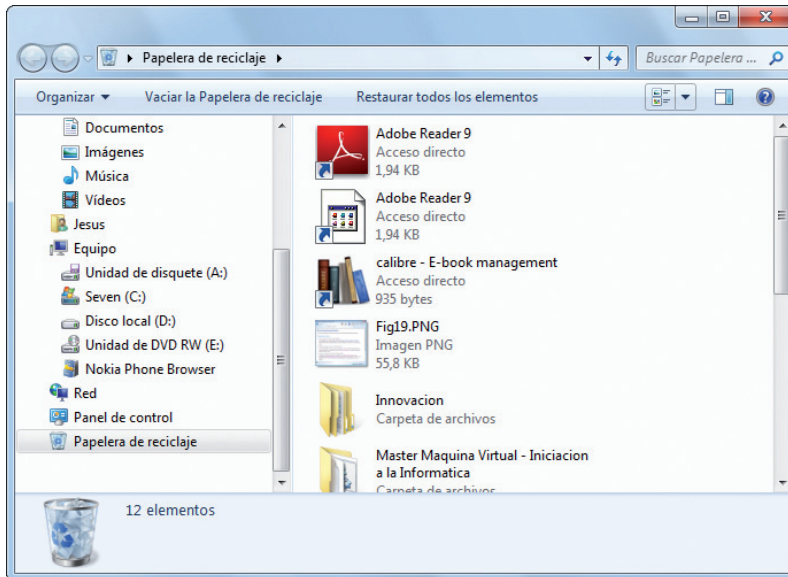 Papelera de reciclaje
Buscar Papelera ...
Organizar
Vaciar la Papelera de reciclaje
Restaurar todos los elementos
Documentos
Imágenes
Música
Vídeos
Jesus
Equipo
Unidad de disquete (A:)
Seven (C:)
Disco local (D:)
Unidad de DVD RW (E:)
Nokia Phone Browser
Red
Panel de control
Papelera de reciclaje
Adobe Reader 9
Acceso directo
1,94 KB
Adobe Reader 9
Acceso directo
1,94 KB
calibre - E-book management
Acceso directo
935 bytes
Fig19.PNG
Imagen PNG
55,8 KB
Innovacion
Carpeta de archivos
Master Maquina Virtual - Iniciacion
a la Informatica
Carpeta de archivos
12 elementos